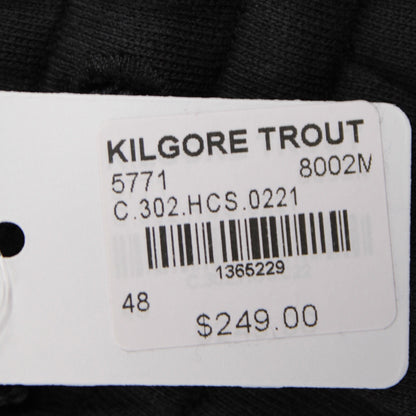 KILGORE TROUT
5771 8002M
C.302.HCS.0221
1365229
48
$249.00